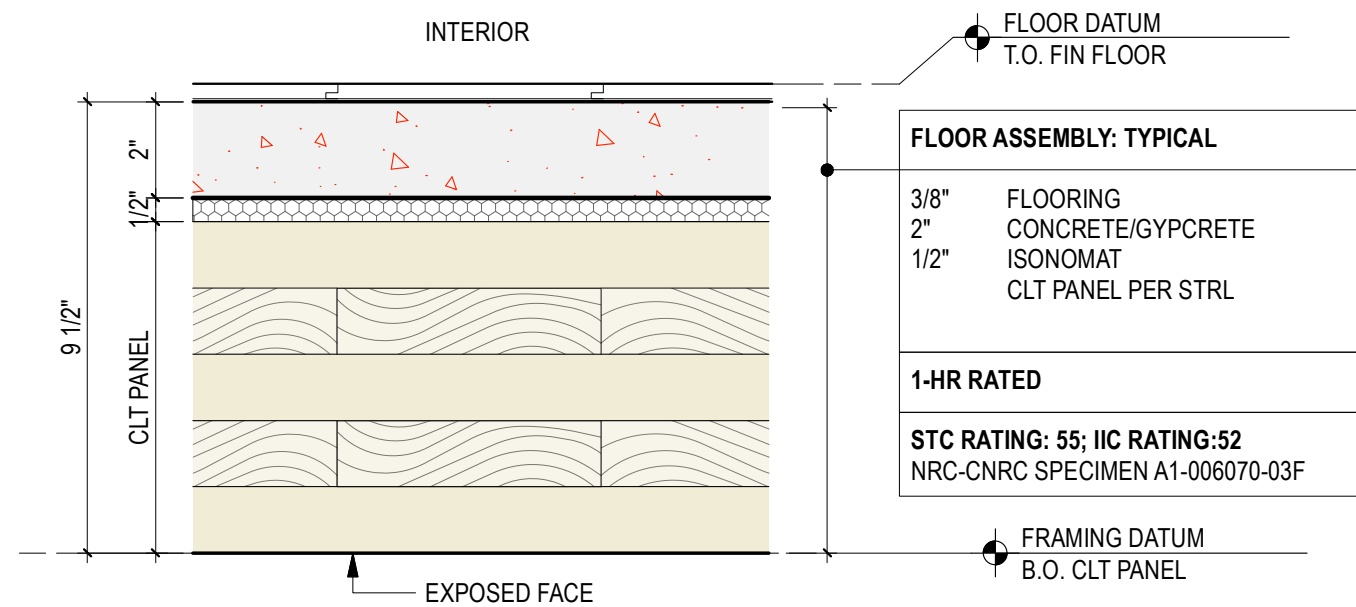 INTERIOR
FLOOR DATUM
T.O. FIN FLOOR
2"
1/2"
9 1/2"
CLT PANEL
FLOOR ASSEMBLY: TYPICAL
3/8" FLOORING
2" CONCRETE/GYPCRETE
1/2" ISONOMAT
CLT PANEL PER STRL
1-HR RATED
STC RATING: 55; IIC RATING:52
NRC-CNRC SPECIMEN A1-006070-03F
FRAMING DATUM
B.O. CLT PANEL
EXPOSED FACE